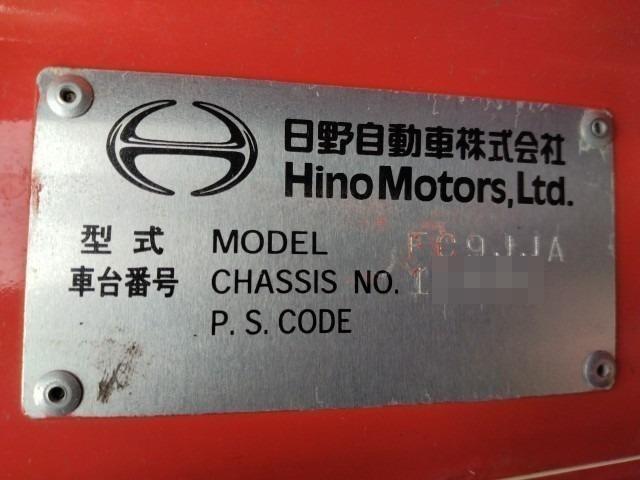 日野自動車株式会社
Hino Motors, Ltd.
型式 MODEL FC9JJA
車台番号 CHASSIS NO. 1
P. S. CODE